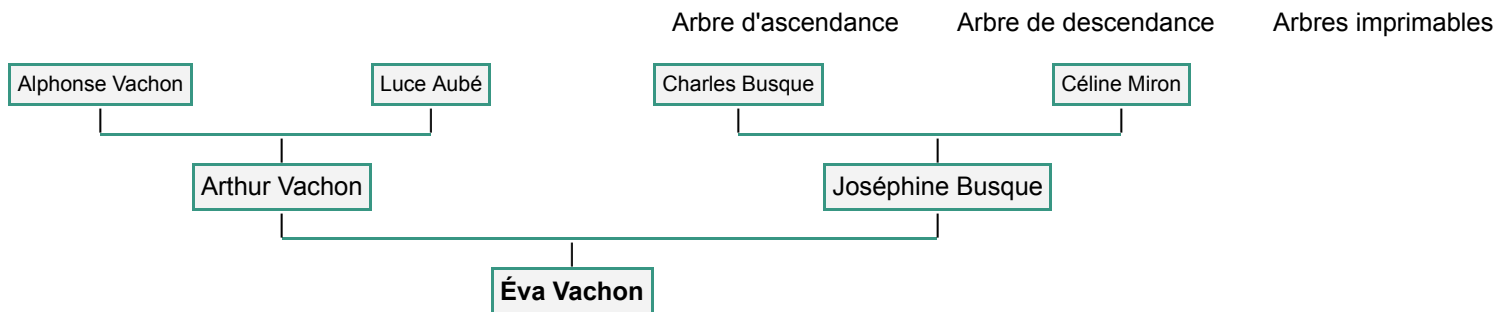 Arbre d'ascendance Arbre de descendance Arbres imprimables
Alphonse Vachon Luce Aubé Charles Busque Céline Miron
Arthur Vachon Joséphine Busque
Éva Vachon